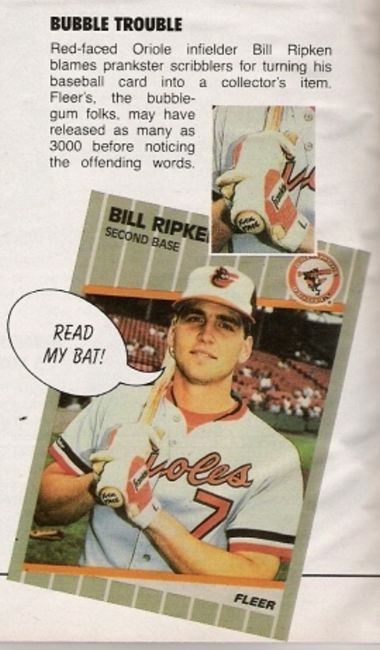 BUBBLE TROUBLE
Red-faced Oriole infielder Bill Ripken
blames prankster scribblers for turning his
baseball card into a collector's item.
Fleer's, the bubble-
gum folks, may have
released as many as
3000 before noticing
the offending words.
BILL RIPKE
SECOND BASE
READ
MY BAT!
ioles
7
FLEER